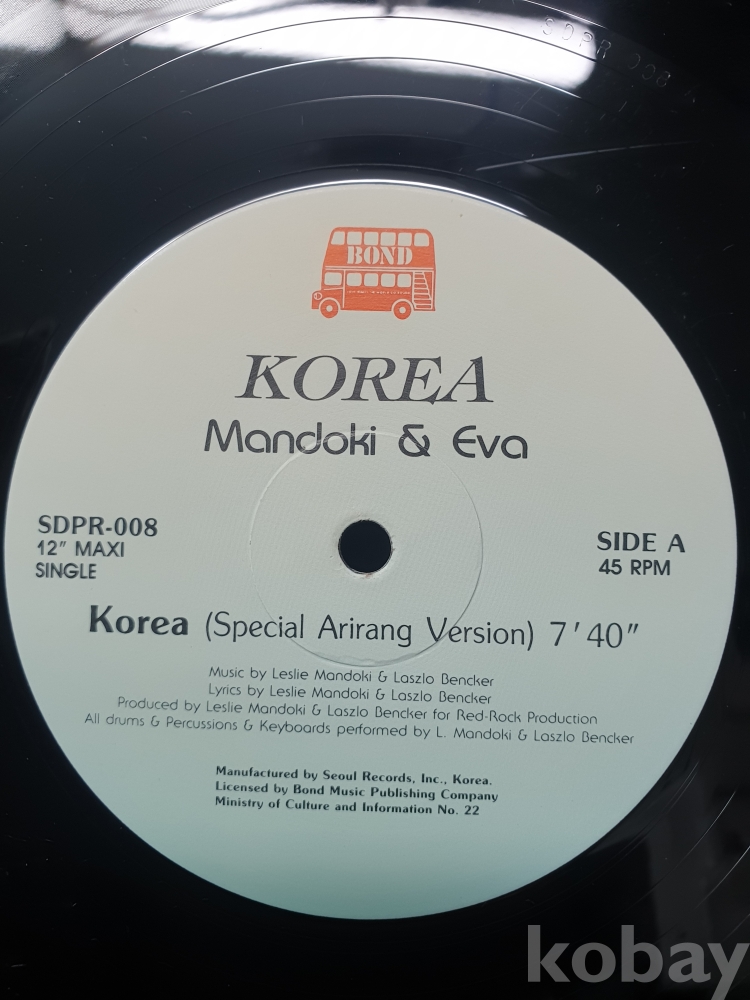 SDPR 008 A
BOND
KOREA
Mandoki & Eva
SDPR-008
12" MAXI
SINGLE
SIDE A
45 RPM
Korea (Special Arirang Version) 7'40"
Music by Leslie Mandoki & Laszlo Bencker
Lyrics by Leslie Mandoki & Laszlo Bencker
Produced by Leslie Mandoki & Laszlo Bencker for Red-Rock Production
All drums & Percussions & Keyboards performed by L. Mandoki & Laszlo Bencker
Manufactured by Seoul Records, Inc., Korea.
Licensed by Bond Music Publishing Company
Ministry of Culture and Information No. 22
kobay